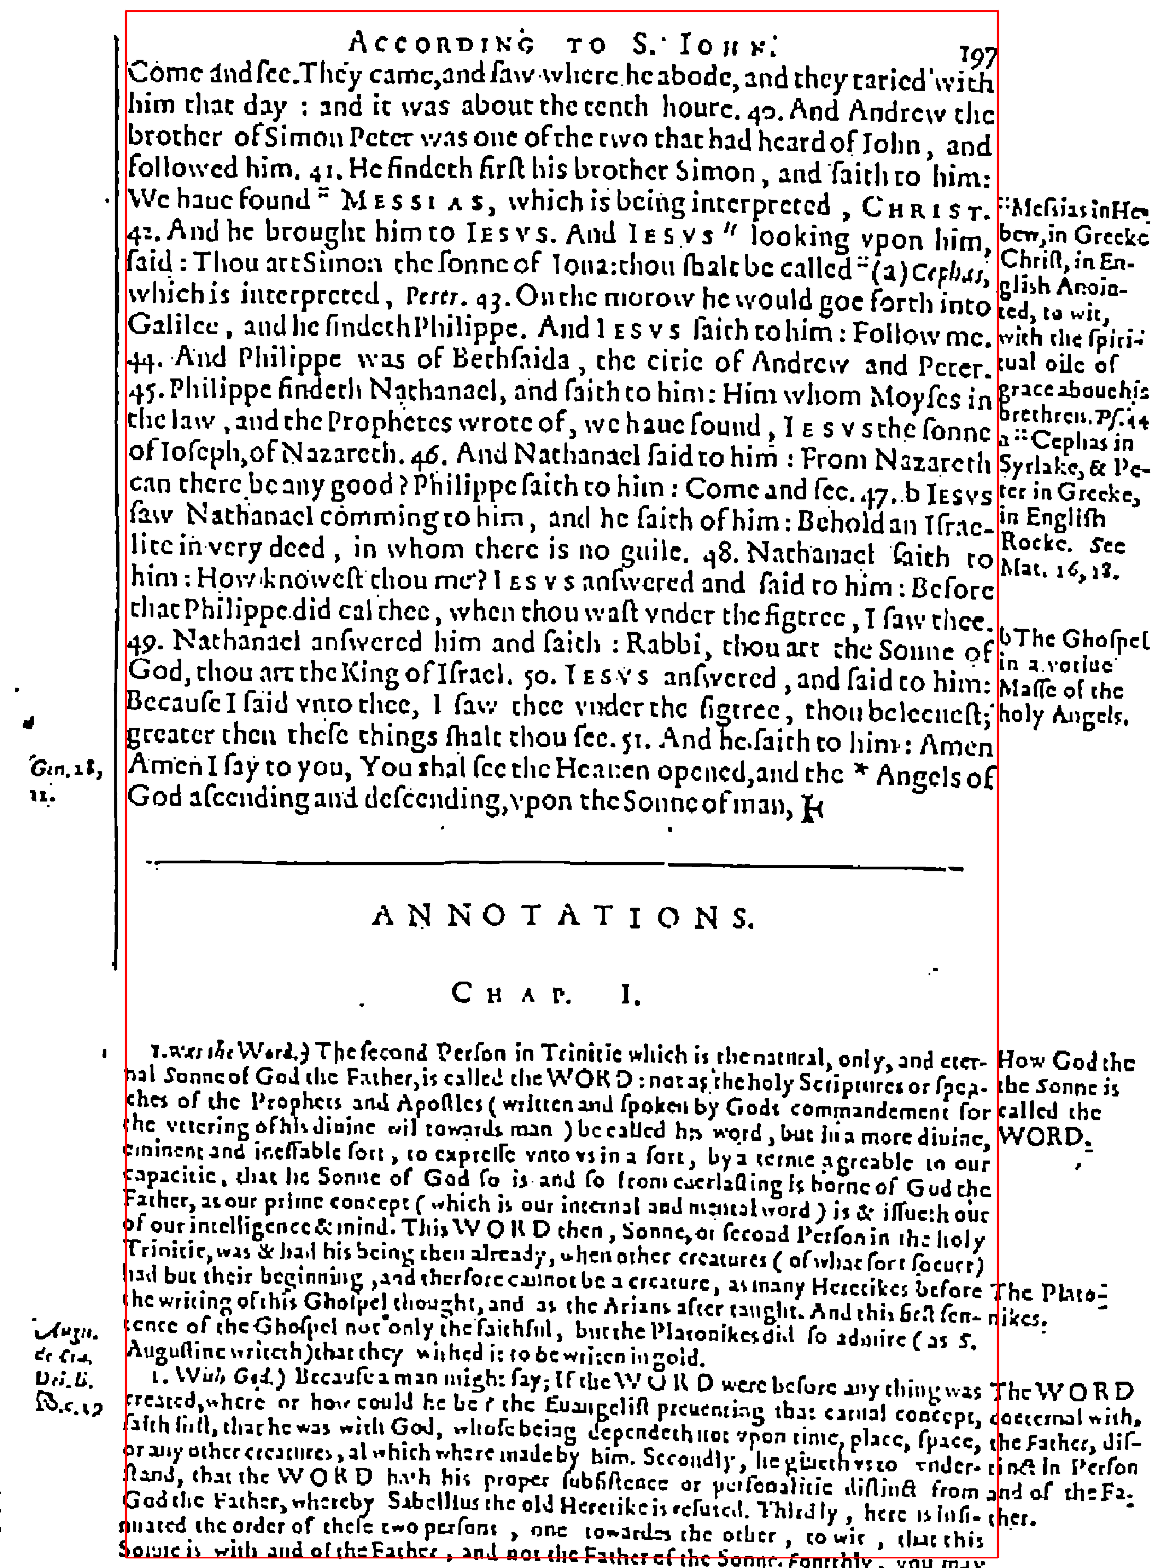 ACCORDING TO S. IOHN. 197
Come and ſee. They came, and ſaw where he abode, and they taried with
him that day : and it was about the tenth houre. 40. And Andrew the
brother of Simon Peter was one of the two that had heard of Iohn, and
followed him. 41. He findeth firſt his brother Simon, and ſaith to him:
We haue found " MESSIAS, which is being interpreted, CHRIST.
42. And he brought him to IESVS. And IESVS " looking vpon him,
ſaid : Thou art Simon the ſonne of Iona: thou ſhalt be called " (a) Cephas,
which is interpreted, Peter. 43. On the morow he would goe forth into
Galilee, and he findeth Philippe. And IESVS ſaith to him : Follow me.
44. And Philippe was of Bethſaida, the citie of Andrew and Peter.
45. Philippe findeth Nathanael, and ſaith to him: Him whom Moyſes in
the law, and the Prophetes wrote of, we haue found, IESVS the ſonne
of Ioſeph, of Nazareth. 46. And Nathanael ſaid to him : From Nazareth
can there be any good? Philippe ſaith to him : Come and ſee. 47. b IESVS
ſaw Nathanael comming to him, and he ſaith of him: Behold an Iſrae-
lite in very deed, in whom there is no guile. 48. Nathanael ſaith to
him : How knoweſt thou me? IESVS anſwered and ſaid to him : Before
that Philippe did cal thee, when thou waſt vnder the figtree, I ſaw thee.
49. Nathanael anſwered him and ſaith : Rabbi, thou art the Sonne of
God, thou art the King of Iſrael. 50. IESVS anſwered, and ſaid to him:
Becauſe I ſaid vnto thee, I ſaw thee vnder the figtree, thou beleeueſt;
greater then theſe things ſhalt thou ſee. 51. And he ſaith to him : Amen
Amen I ſay to you, You shal ſee the Heauen opened, and the * Angels of
God aſcending and deſcending, vpon the Sonne of man,
"Meſsias in He-
brw, in Greeke
Chriſt, in En-
gliſh Anoin-
ted, to wit,
with the ſpiri-
tual oile of
grace aboue his
brethren. Pſ. 44
a " Cephas in
Syriake, & Pe-
ter in Greeke,
in Engliſh
Rocke. See
Mat. 16, 18.
b The Ghoſpel
in a votiue
Maſſe of the
holy Angels.
Gen. 28,
12.
ANNOTATIONS.
CHAP. I.
1. was the Word.) The ſecond Perſon in Trinitie which is the natural, only, and eter-
nal Sonne of God the Father, is called the WORD : not as the holy Scriptures or ſpea-
ches of the Prophets and Apoſtles (written and ſpoken by Gods commandement for
the vttering of his diuine wil towards man) be called his word, but in a more diuine,
eminent and ineffable ſort, to expreſſe vnto vs in a ſort, by a terme agreable to our
capacitie, that he Sonne of God ſo is and ſo from euerlaſting is borne of God the
Father, as our prime concept (which is our internal and mental word) is & iſſueth out
of our intelligence & mind. This WORD then, Sonne, or ſecond Perſon in the holy
Trinitie, was & had his being then already, when other creatures (of what ſort ſoeuer)
had but their beginning, and therfore cannot be a creature, as many Heretikes before
the writing of this Ghoſpel thought, and as the Arians after taught. And this firſt ſen-
tence of the Ghoſpel not only the faithful, but the Platonikes did ſo admire (as S.
Auguſtine writeth) that they wiſhed it to be writen in gold.
1. With God.) Becauſe a man might ſay; If the WORD were before any thing was
created, where or how could he be? the Euangeliſt preuenting that carnal concept,
ſaith firſt, that he was with God, whoſe being dependeth not vpon time, place, ſpace,
or any other creatures, al which where made by him. Secondly, he giueth vs to vnder-
ſtand, that the WORD hath his proper ſubſiſtence or perſonalitie diſtinct from
God the Father, whereby Sabellius the old Heretike is refuted. Thirdly, here is inſi-
nuated the order of theſe two perſons, one towardes the other, to wit, that this
Sonne is with and of the Father, and not the Father of the Sonne. Fourthly, you may
How God the
the Sonne is
called the
WORD.
The Plato-
nikes.
The WORD
coeternal with,
the Father, diſ-
tinct in Perſon
and of the Fa-
ther.
Augu.
de Ciu.
Dei. li.
c. 29